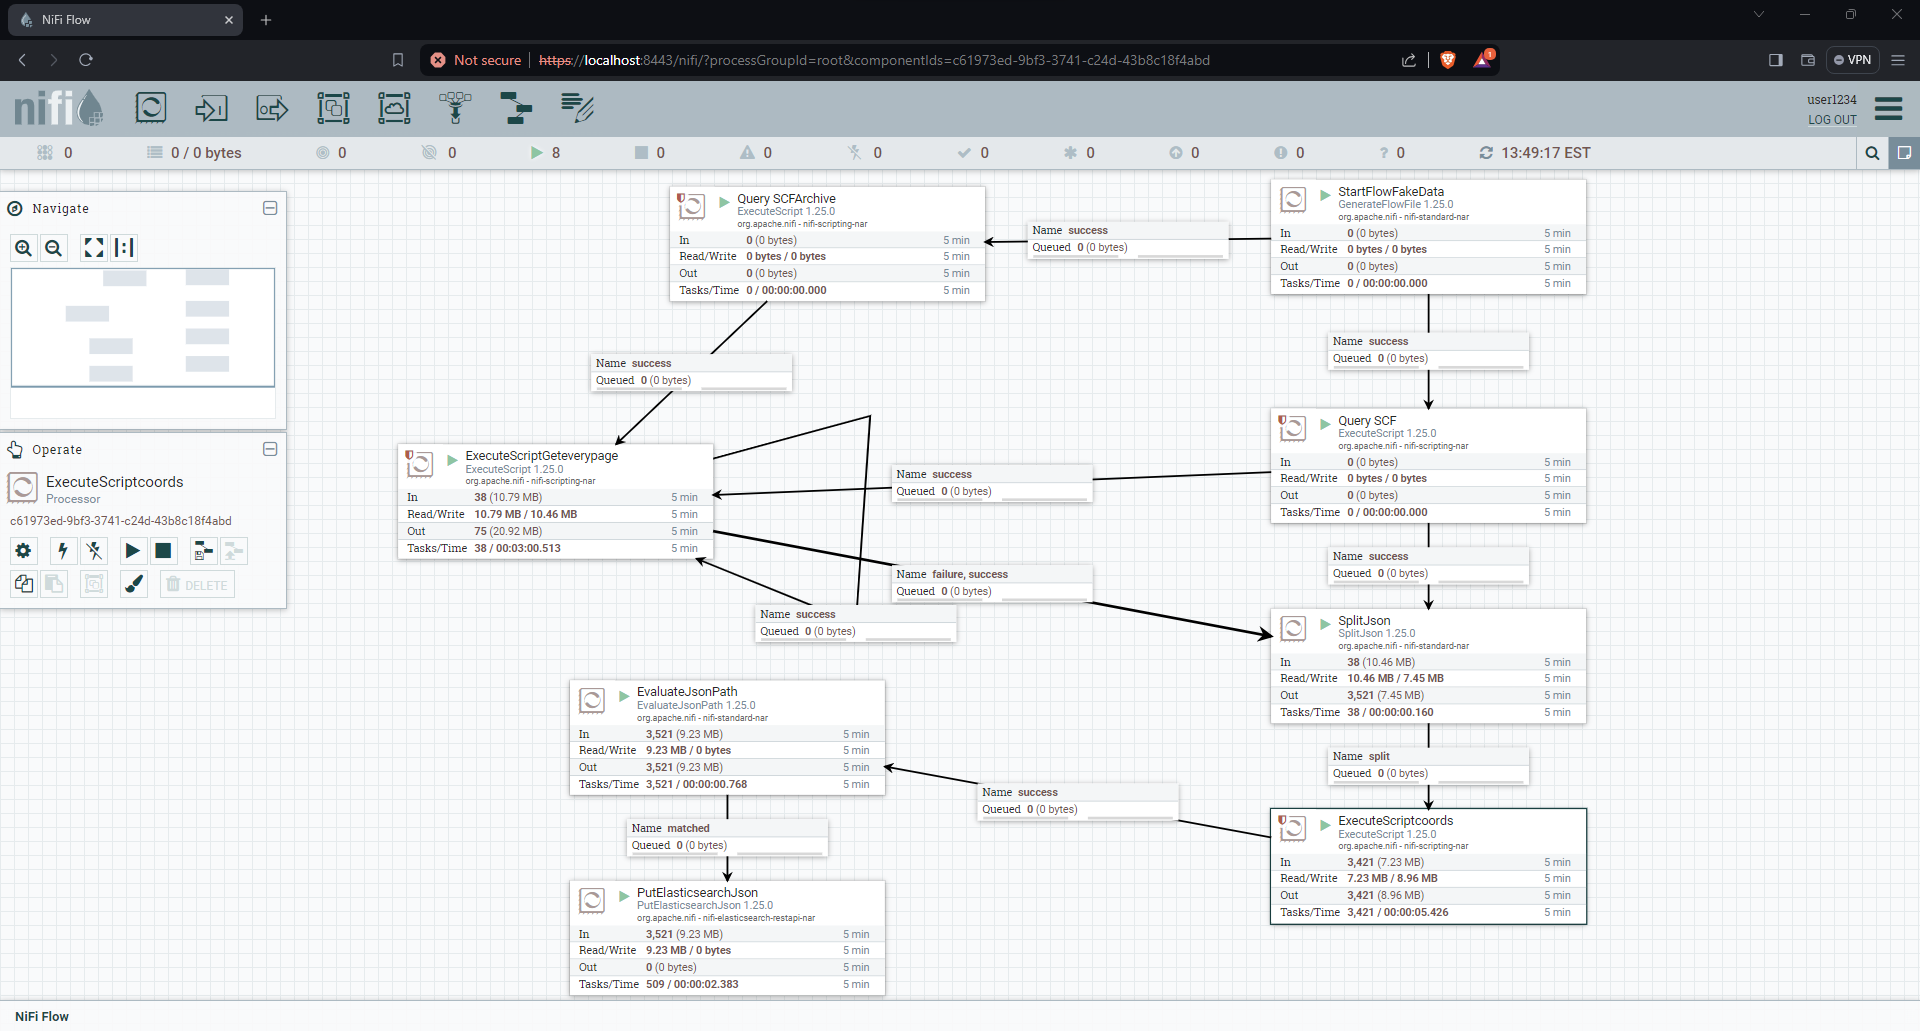 NiFi Flow
Not secure
https://localhost:8443/nifi/?processGroupId=root&componentIds=c61973ed-9bf3-3741-c24d-43b8c18f4abd
1
VPN
nifi
user1234
LOG OUT
0
0 / 0 bytes
0
0
8
0
0
0
0
0
0
0
0
13:49:17 EST
Navigate
Operate
ExecuteScriptcoords
Processor
c61973ed-9bf3-3741-c24d-43b8c18f4abd
DELETE
Query SCFArchive
ExecuteScript 1.25.0
org.apache.nifi - nifi-scripting-nar
In 0 (0 bytes) 5 min
Read/Write 0 bytes / 0 bytes 5 min
Out 0 (0 bytes) 5 min
Tasks/Time 0 / 00:00:00.000 5 min
Name success
Queued 0 (0 bytes)
StartFlowFakeData
GenerateFlowFile 1.25.0
org.apache.nifi - nifi-standard-nar
In 0 (0 bytes) 5 min
Read/Write 0 bytes / 0 bytes 5 min
Out 0 (0 bytes) 5 min
Tasks/Time 0 / 00:00:00.000 5 min
Name success
Queued 0 (0 bytes)
Name success
Queued 0 (0 bytes)
ExecuteScriptGeteverypage
ExecuteScript 1.25.0
org.apache.nifi - nifi-scripting-nar
In 38 (10.79 MB) 5 min
Read/Write 10.79 MB / 10.46 MB 5 min
Out 75 (20.92 MB) 5 min
Tasks/Time 38 / 00:03:00.513 5 min
Name success
Queued 0 (0 bytes)
Query SCF
ExecuteScript 1.25.0
org.apache.nifi - nifi-scripting-nar
In 0 (0 bytes) 5 min
Read/Write 0 bytes / 0 bytes 5 min
Out 0 (0 bytes) 5 min
Tasks/Time 0 / 00:00:00.000 5 min
Name failure, success
Queued 0 (0 bytes)
Name success
Queued 0 (0 bytes)
Name success
Queued 0 (0 bytes)
SplitJson
SplitJson 1.25.0
org.apache.nifi - nifi-standard-nar
In 38 (10.46 MB) 5 min
Read/Write 10.46 MB / 7.45 MB 5 min
Out 3,521 (7.45 MB) 5 min
Tasks/Time 38 / 00:00:00.160 5 min
EvaluateJsonPath
EvaluateJsonPath 1.25.0
org.apache.nifi - nifi-standard-nar
In 3,521 (9.23 MB) 5 min
Read/Write 9.23 MB / 0 bytes 5 min
Out 3,521 (9.23 MB) 5 min
Tasks/Time 3,521 / 00:00:00.768 5 min
Name split
Queued 0 (0 bytes)
Name success
Queued 0 (0 bytes)
ExecuteScriptcoords
ExecuteScript 1.25.0
org.apache.nifi - nifi-scripting-nar
In 3,421 (7.23 MB) 5 min
Read/Write 7.23 MB / 8.96 MB 5 min
Out 3,421 (8.96 MB) 5 min
Tasks/Time 3,421 / 00:00:05.426 5 min
Name matched
Queued 0 (0 bytes)
PutElasticsearchJson
PutElasticsearchJson 1.25.0
org.apache.nifi - nifi-elasticsearch-restapi-nar
In 3,521 (9.23 MB) 5 min
Read/Write 9.23 MB / 0 bytes 5 min
Out 0 (0 bytes) 5 min
Tasks/Time 509 / 00:00:02.383 5 min
NiFi Flow